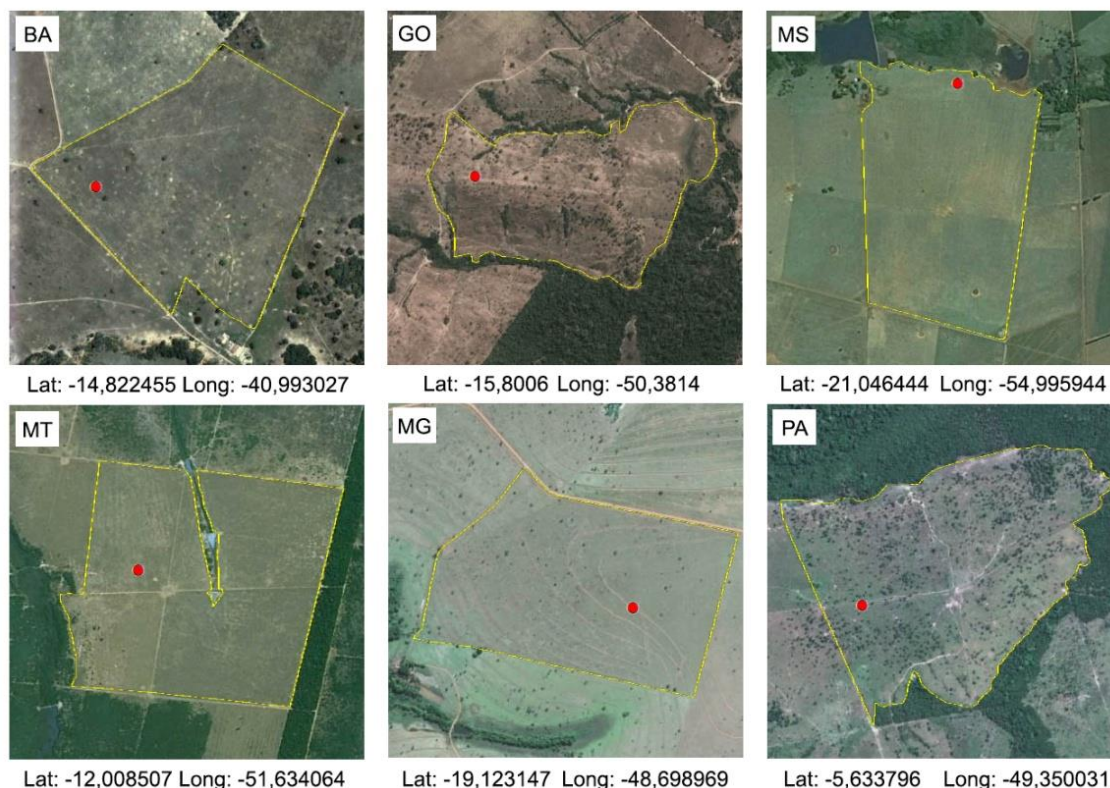 BA
GO
MS
Lat: -14,822455 Long: -40,993027
Lat: -15,8006 Long: -50,3814
Lat: -21,046444 Long: -54,995944
MT
MG
PA
Lat: -12,008507 Long: -51,634064
Lat: -19,123147 Long: -48,698969
Lat: -5,633796 Long: -49,350031